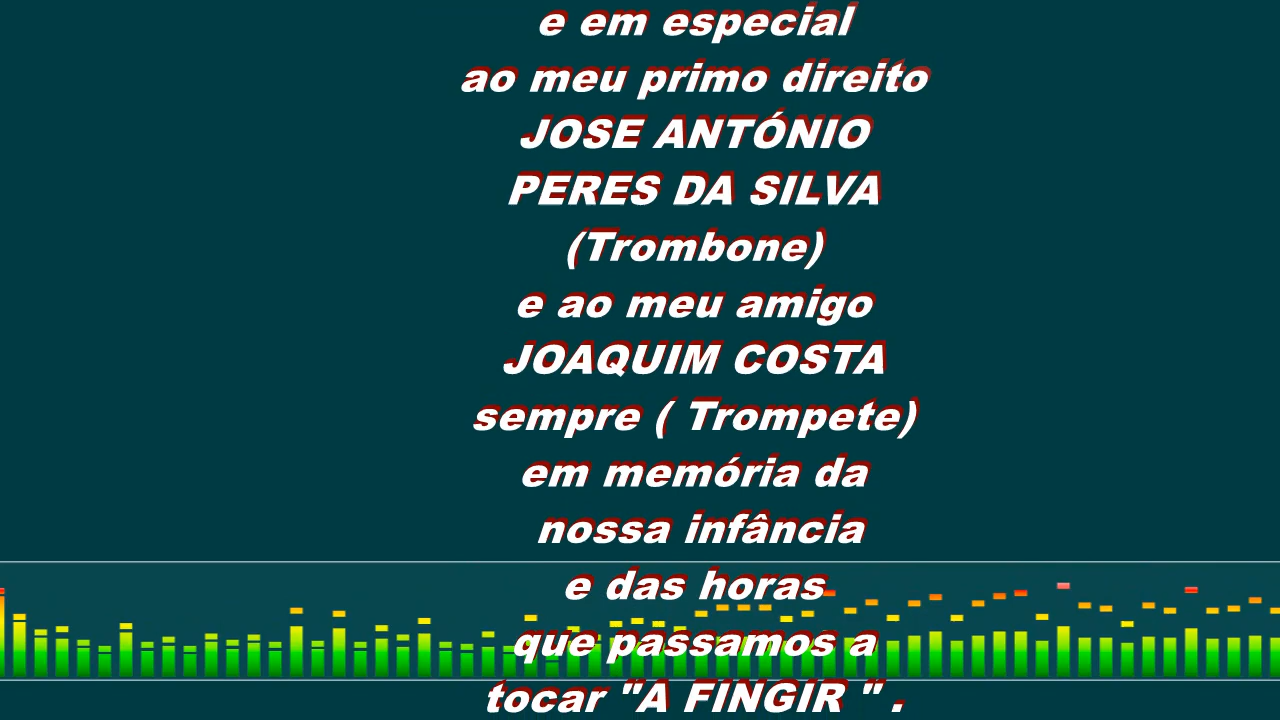 e em especial
ao meu primo direito
JOSE ANTÓNIO
PERES DA SILVA
(Trombone)
e ao meu amigo
JOAQUIM COSTA
sempre ( Trompete)
em memória da
nossa infância
e das horas
que passamos a
tocar "A FINGIR " .